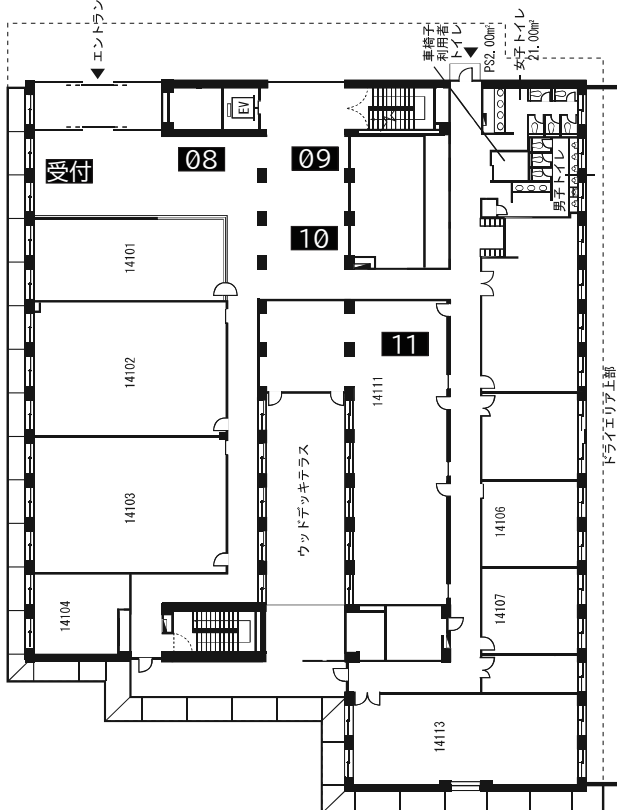 エントラン
車椅子
利用者
トイレ
PS2.00㎡
女子トイレ
21.00㎡
EV
受付
08
09
男子トイレ
10
14101
11
14102
14111
ドライエリア上部
14103
ウッドデッキテラス
14106
14104
14107
14113